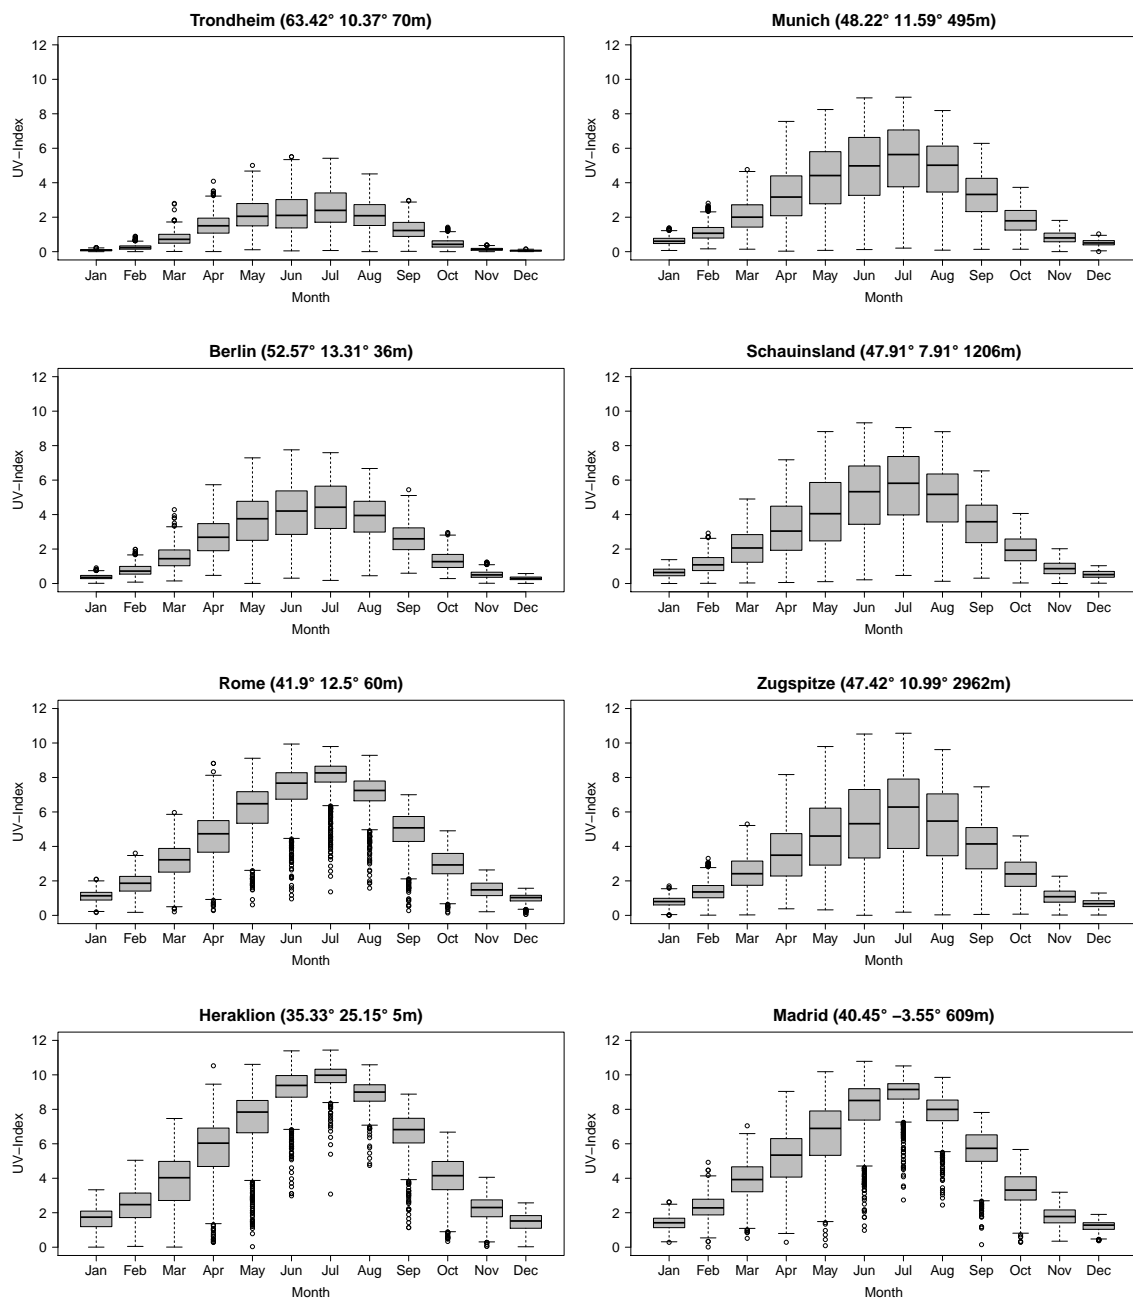 Trondheim (63.42° 10.37° 70m)
12
10
8
6
4
2
0
UV−Index
Jan Feb Mar Apr May Jun Jul Aug Sep Oct Nov Dec
Month
Munich (48.22° 11.59° 495m)
12
10
8
6
4
2
0
UV−Index
Jan Feb Mar Apr May Jun Jul Aug Sep Oct Nov Dec
Month
Berlin (52.57° 13.31° 36m)
12
10
8
6
4
2
0
UV−Index
Jan Feb Mar Apr May Jun Jul Aug Sep Oct Nov Dec
Month
Schauinsland (47.91° 7.91° 1206m)
12
10
8
6
4
2
0
UV−Index
Jan Feb Mar Apr May Jun Jul Aug Sep Oct Nov Dec
Month
Rome (41.9° 12.5° 60m)
12
10
8
6
4
2
0
UV−Index
Jan Feb Mar Apr May Jun Jul Aug Sep Oct Nov Dec
Month
Zugspitze (47.42° 10.99° 2962m)
12
10
8
6
4
2
0
UV−Index
Jan Feb Mar Apr May Jun Jul Aug Sep Oct Nov Dec
Month
Heraklion (35.33° 25.15° 5m)
12
10
8
6
4
2
0
UV−Index
Jan Feb Mar Apr May Jun Jul Aug Sep Oct Nov Dec
Month
Madrid (40.45° −3.55° 609m)
12
10
8
6
4
2
0
UV−Index
Jan Feb Mar Apr May Jun Jul Aug Sep Oct Nov Dec
Month